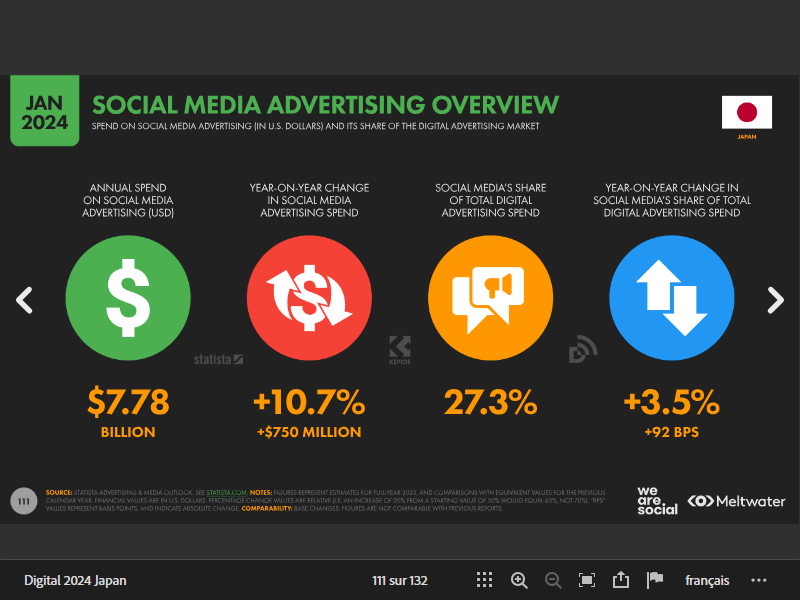 JAN
2024
SOCIAL MEDIA ADVERTISING OVERVIEW
SPEND ON SOCIAL MEDIA ADVERTISING (IN U.S. DOLLARS) AND ITS SHARE OF THE DIGITAL ADVERTISING MARKET
JAPAN
ANNUAL SPEND
ON SOCIAL MEDIA
ADVERTISING (USD)
YEAR-ON-YEAR CHANGE
IN SOCIAL MEDIA
ADVERTISING SPEND
SOCIAL MEDIA'S SHARE
OF TOTAL DIGITAL
ADVERTISING SPEND
YEAR-ON-YEAR CHANGE IN
SOCIAL MEDIA'S SHARE OF TOTAL
DIGITAL ADVERTISING SPEND
statista
KEPIOS
$7.78
BILLION
+10.7%
+$750 MILLION
27.3%
+3.5%
+92 BPS
111
SOURCE: STATISTA ADVERTISING & MEDIA OUTLOOK. SEE STATISTA.COM. NOTES: FIGURES REPRESENT ESTIMATES FOR FULL-YEAR 2023, AND COMPARISONS WITH EQUIVALENT VALUES FOR THE PREVIOUS
CALENDAR YEAR. FINANCIAL VALUES ARE IN U.S. DOLLARS. PERCENTAGE CHANGE VALUES ARE RELATIVE (I.E. AN INCREASE OF 20% FROM A STARTING VALUE OF 50% WOULD EQUAL 60%, NOT 70%). "BPS"
VALUES REPRESENT BASIS POINTS, AND INDICATE ABSOLUTE CHANGE. COMPARABILITY: BASE CHANGES. FIGURES ARE NOT COMPARABLE WITH PREVIOUS REPORTS.
we
are.
social
Meltwater
Digital 2024 Japan
111 sur 132
français